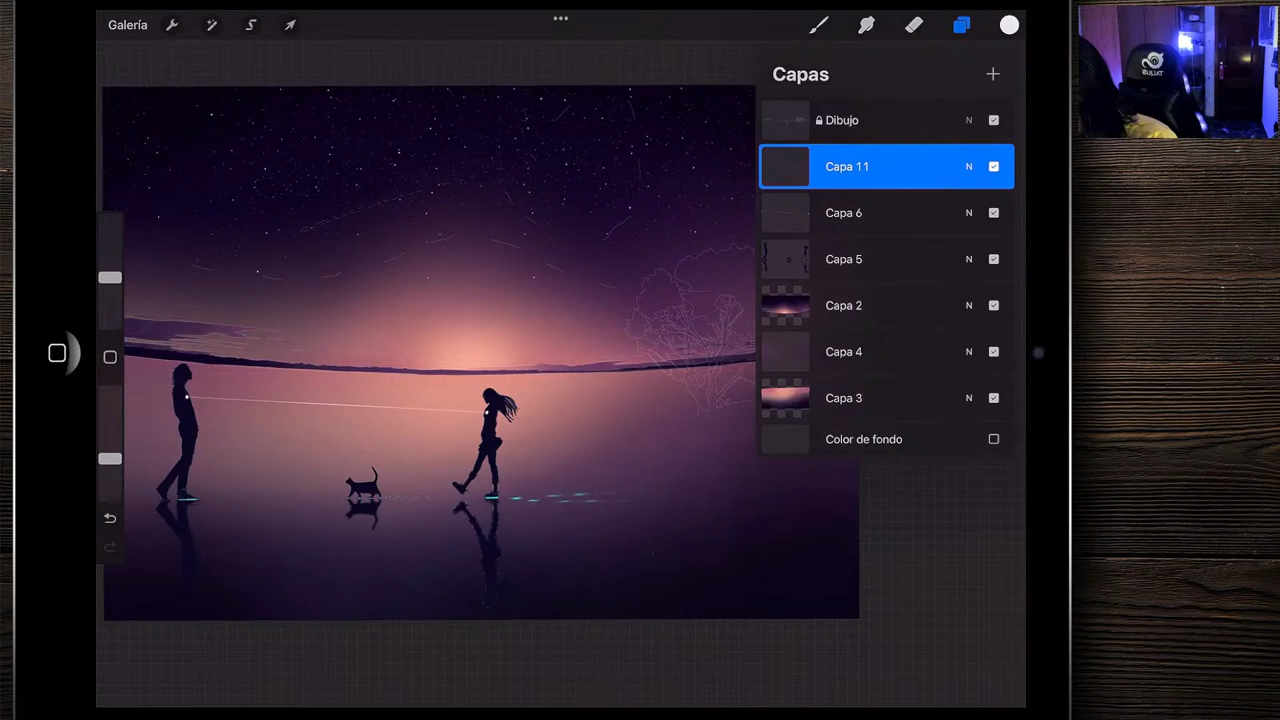 Galería
Capas
Dibujo N
Capa 11 N
Capa 6 N
Capa 5 N
Capa 2 N
Capa 4 N
Capa 3 N
Color de fondo